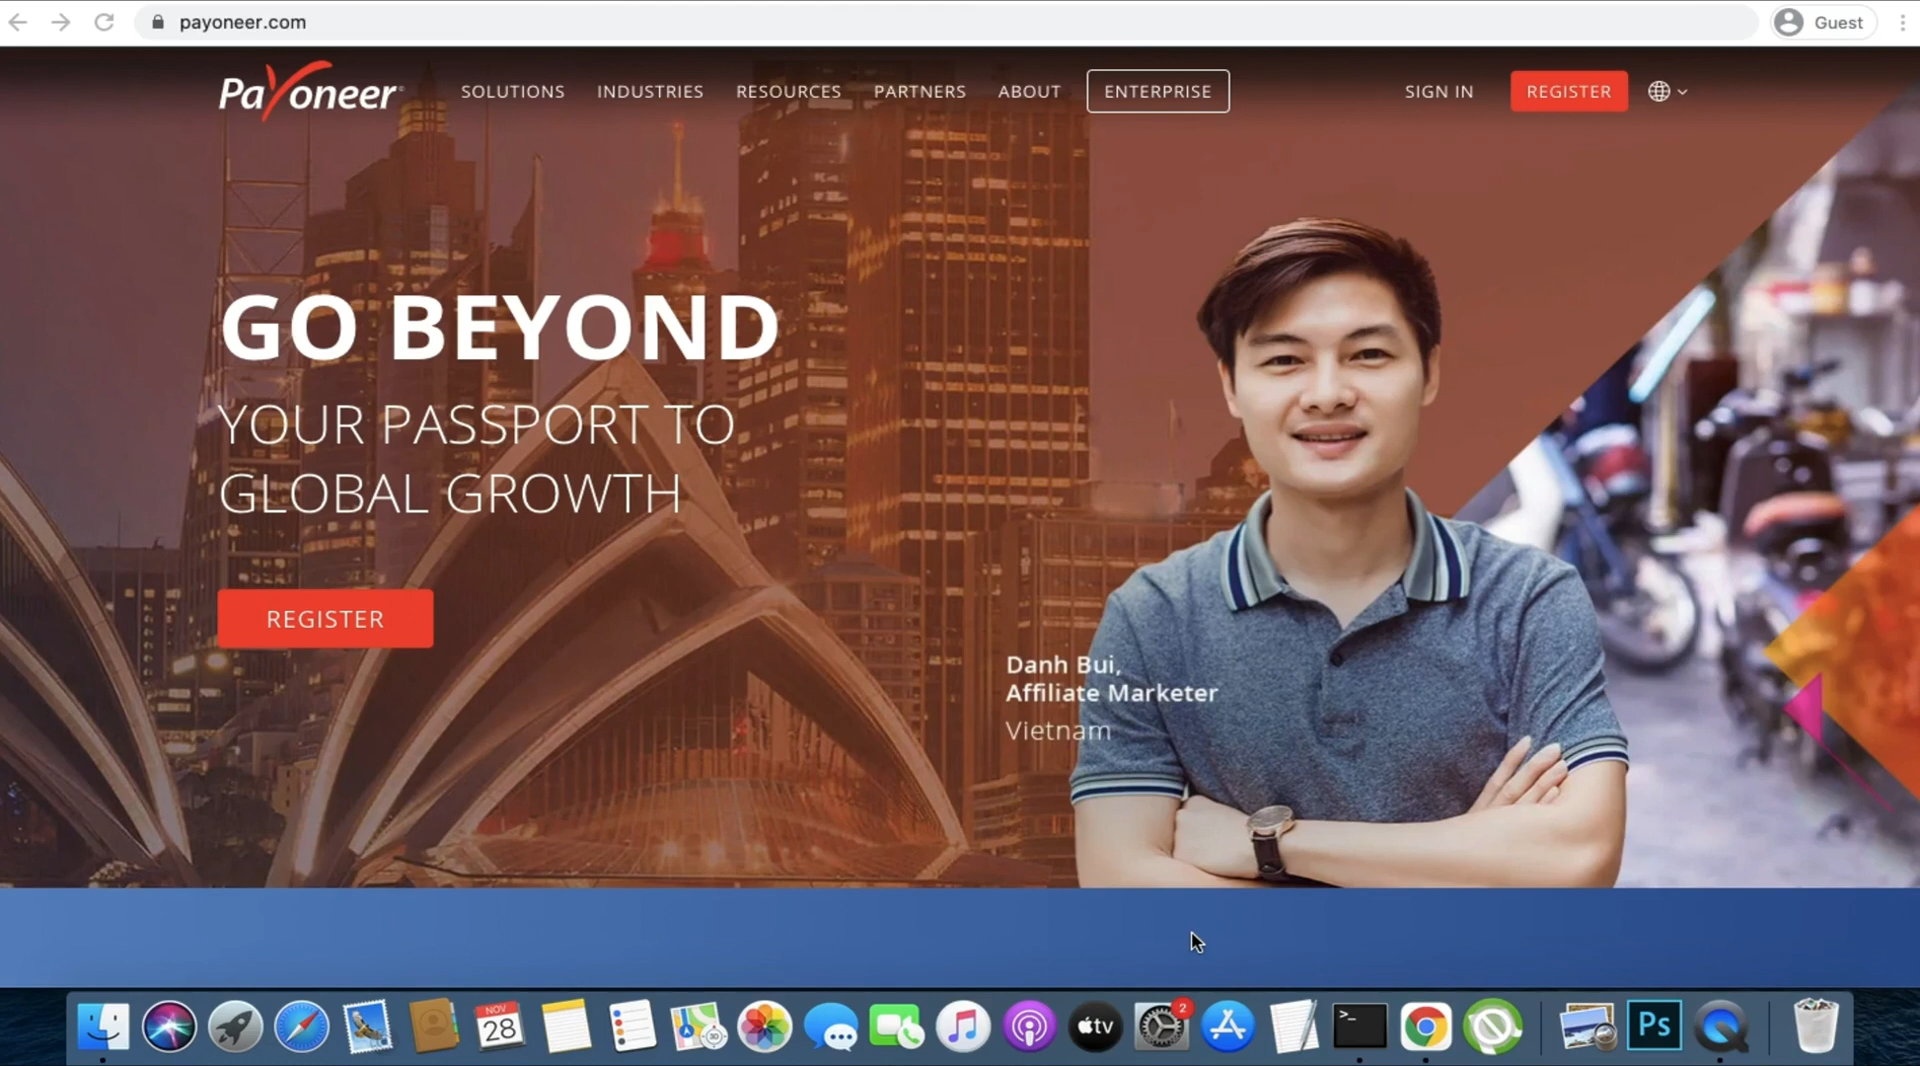 payoneer.com
Guest
Payoneer
SOLUTIONS
INDUSTRIES
RESOURCES
PARTNERS
ABOUT
ENTERPRISE
SIGN IN
REGISTER
GO BEYOND
YOUR PASSPORT TO
GLOBAL GROWTH
REGISTER
Danh Bui,
Affiliate Marketer
Vietnam
NOV
28
tv
2
>_
Ps